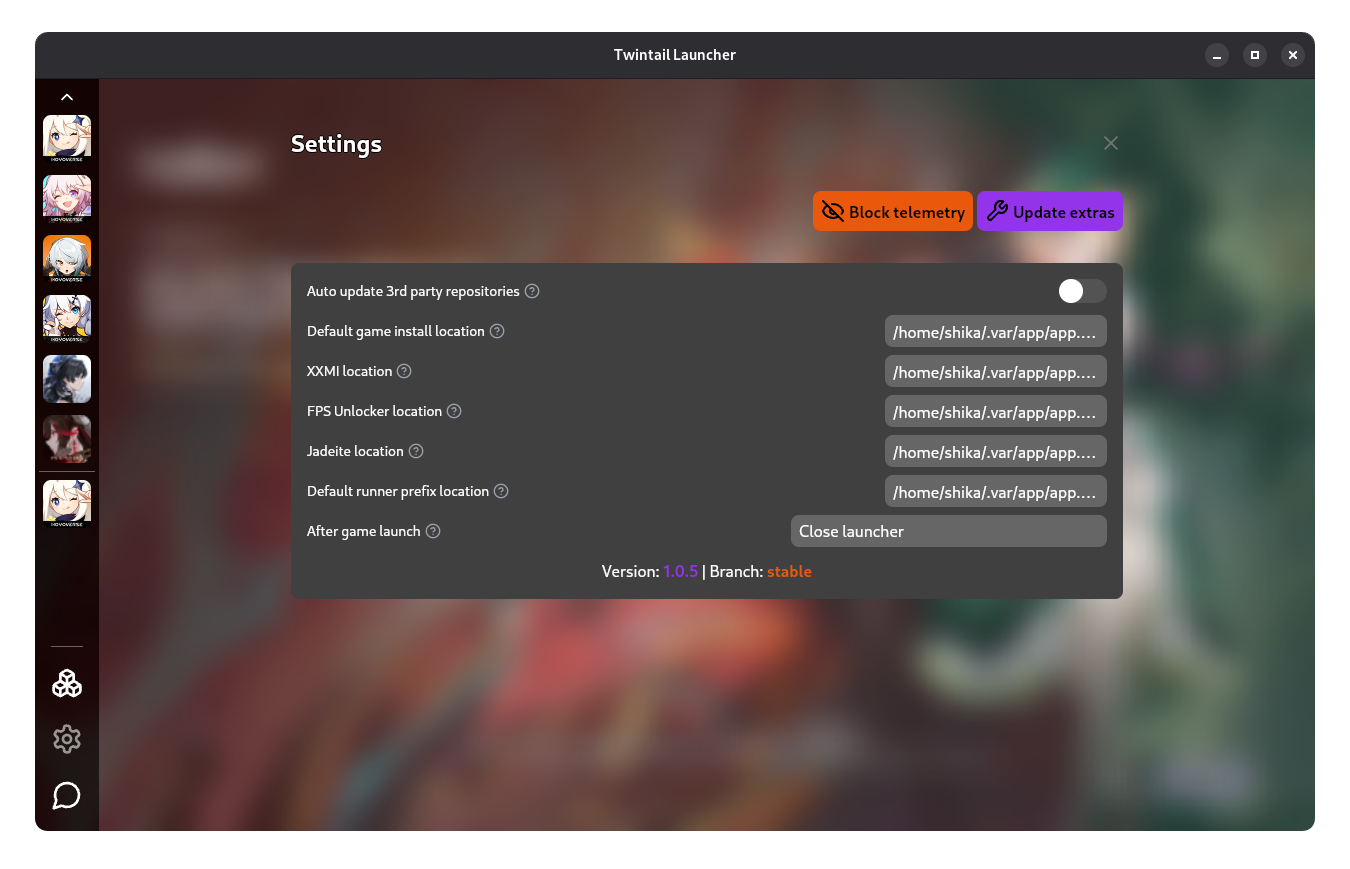 Twintail Launcher
Settings
Block telemetry
Update extras
Auto update 3rd party repositories
Default game install location
/home/shika/.var/app/app....
XXMI location
/home/shika/.var/app/app....
FPS Unlocker location
/home/shika/.var/app/app....
Jadeite location
/home/shika/.var/app/app....
Default runner prefix location
/home/shika/.var/app/app....
After game launch
Close launcher
Version: 1.0.5 | Branch: stable
HOYOVERSE
HOYOVERSE
HOYOVERSE
HOYOVERSE
HOYOVERSE